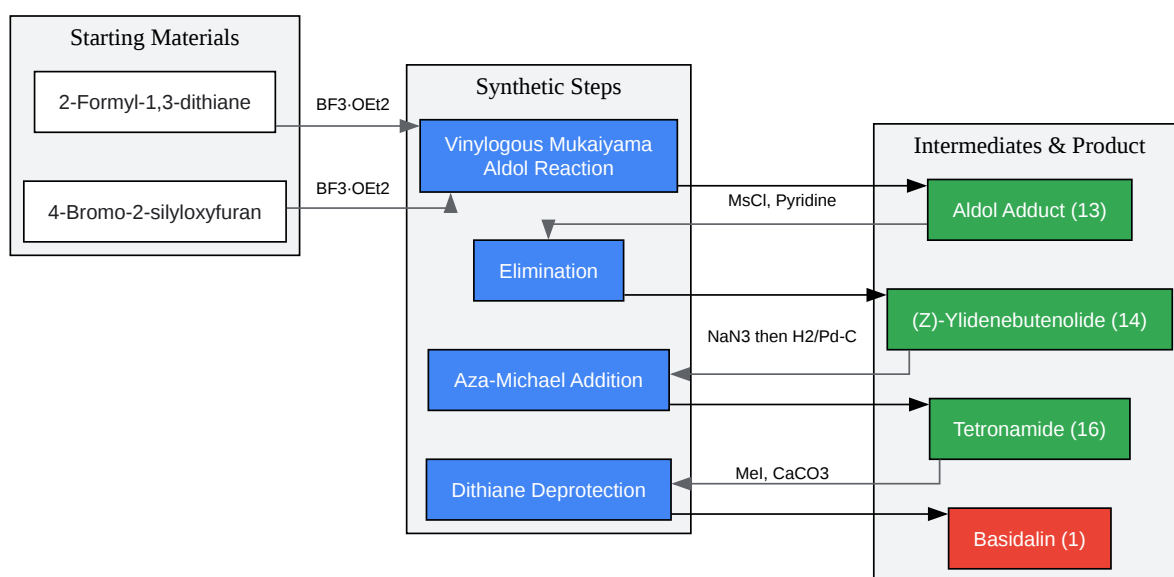 Starting Materials
2-Formyl-1,3-dithiane
4-Bromo-2-silyloxyfuran
BF3·OEt2
BF3·OEt2
Synthetic Steps
Vinylogous Mukaiyama
Aldol Reaction
Elimination
Aza-Michael Addition
Dithiane Deprotection
MsCl, Pyridine
NaN3 then H2/Pd-C
MeI, CaCO3
Intermediates & Product
Aldol Adduct (13)
(Z)-Ylidenebutenolide (14)
Tetronamide (16)
Basidalin (1)